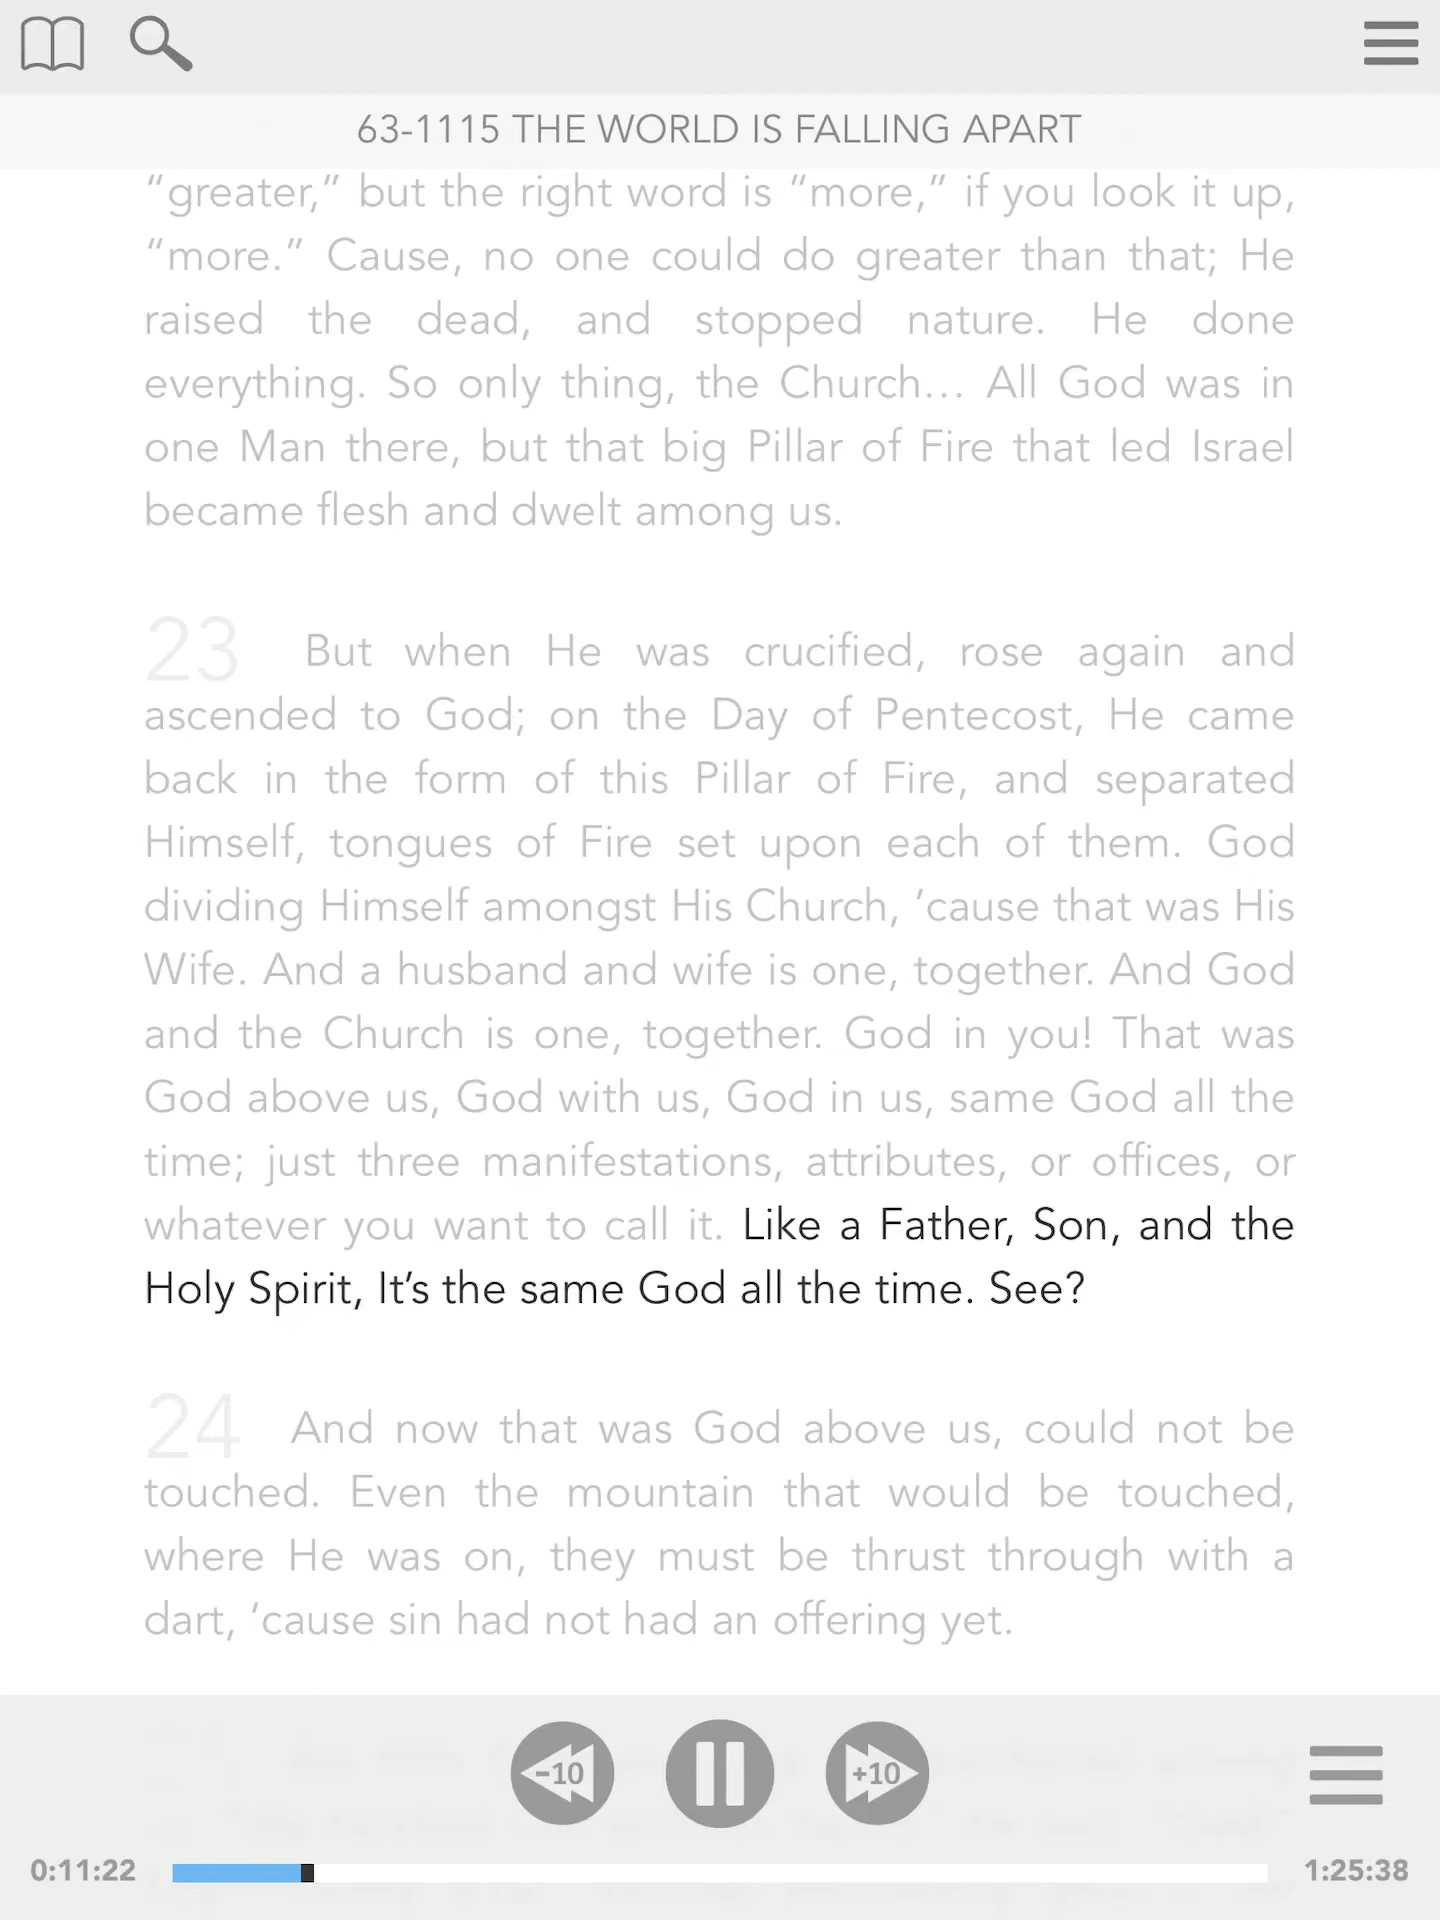 63-1115 THE WORLD IS FALLING APART
“greater,” but the right word is “more,” if you look it up,
“more.” Cause, no one could do greater than that; He
raised the dead, and stopped nature. He done
everything. So only thing, the Church… All God was in
one Man there, but that big Pillar of Fire that led Israel
became flesh and dwelt among us.
23 But when He was crucified, rose again and
ascended to God; on the Day of Pentecost, He came
back in the form of this Pillar of Fire, and separated
Himself, tongues of Fire set upon each of them. God
dividing Himself amongst His Church, ’cause that was His
Wife. And a husband and wife is one, together. And God
and the Church is one, together. God in you! That was
God above us, God with us, God in us, same God all the
time; just three manifestations, attributes, or offices, or
whatever you want to call it. Like a Father, Son, and the
Holy Spirit, It’s the same God all the time. See?
24 And now that was God above us, could not be
touched. Even the mountain that would be touched,
where He was on, they must be thrust through with a
dart, ’cause sin had not had an offering yet.
-10 +10
0:11:22 1:25:38